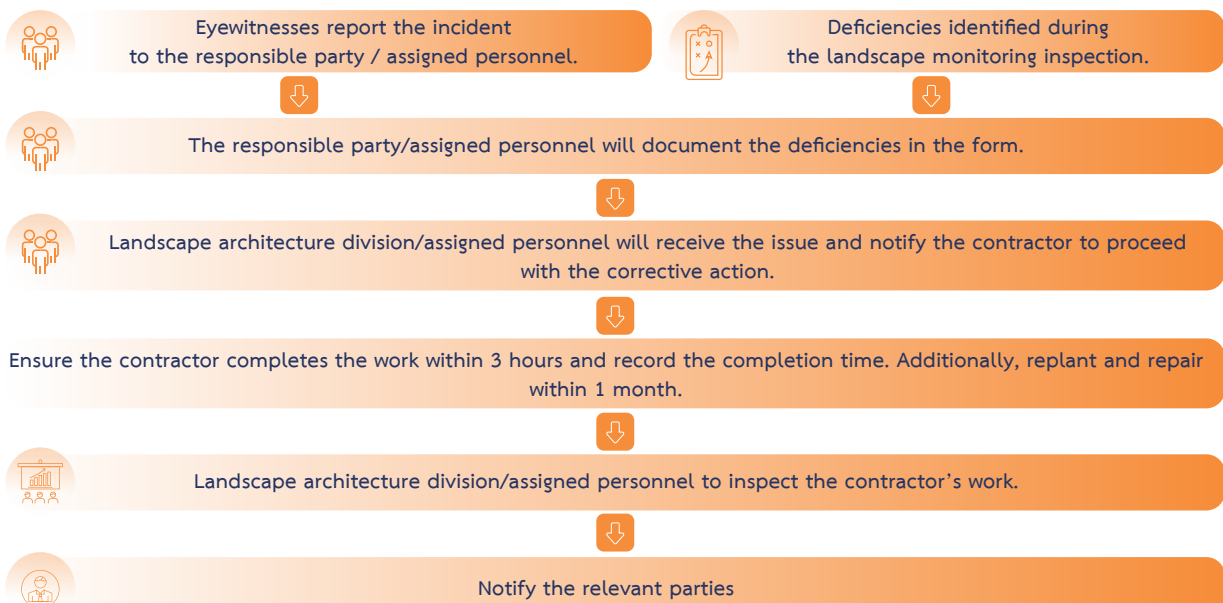 Eyewitnesses report the incident
to the responsible party / assigned personnel.
Deficiencies identified during
the landscape monitoring inspection.
The responsible party/assigned personnel will document the deficiencies in the form.
Landscape architecture division/assigned personnel will receive the issue and notify the contractor to proceed
with the corrective action.
Ensure the contractor completes the work within 3 hours and record the completion time. Additionally, replant and repair
within 1 month.
Landscape architecture division/assigned personnel to inspect the contractor's work.
Notify the relevant parties